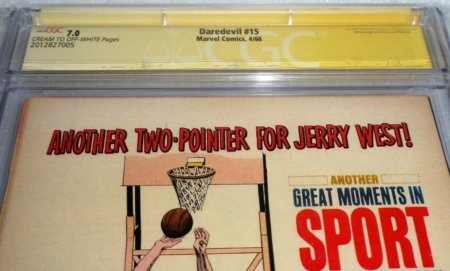 CGC 7.0
CREAM TO OFF-WHITE Pages
2012827005
Daredevil #15
Marvel Comics, 4/66
CGC
ANOTHER TWO-POINTER FOR JERRY WEST!
ANOTHER
GREAT MOMENTS IN
SPORT